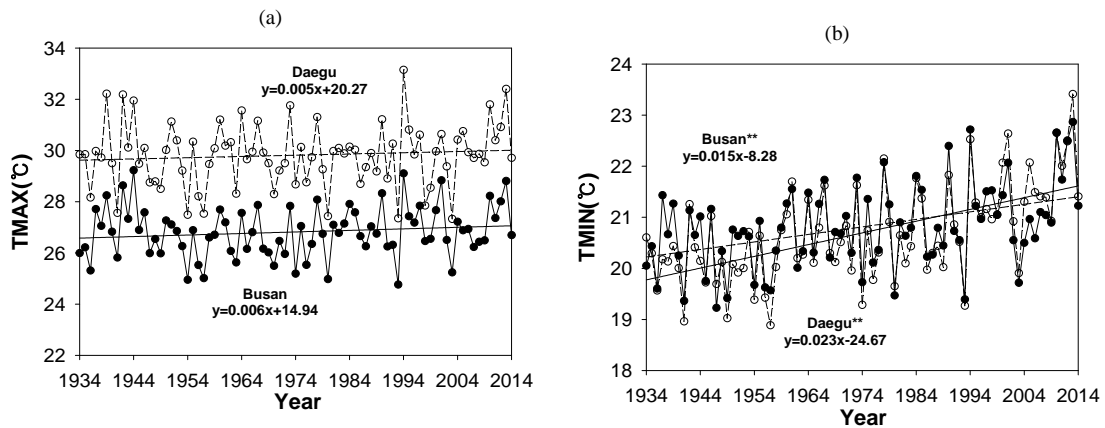 (a)
34
32
30
28
26
24
22
TMAX(℃)
Daegu
y=0.005x+20.27
Busan
y=0.006x+14.94
1934 1944 1954 1964 1974 1984 1994 2004 2014
Year
(b)
24
23
22
21
20
19
18
TMIN(℃)
Busan**
y=0.015x-8.28
Daegu**
y=0.023x-24.67
1934 1944 1954 1964 1974 1984 1994 2004 2014
Year